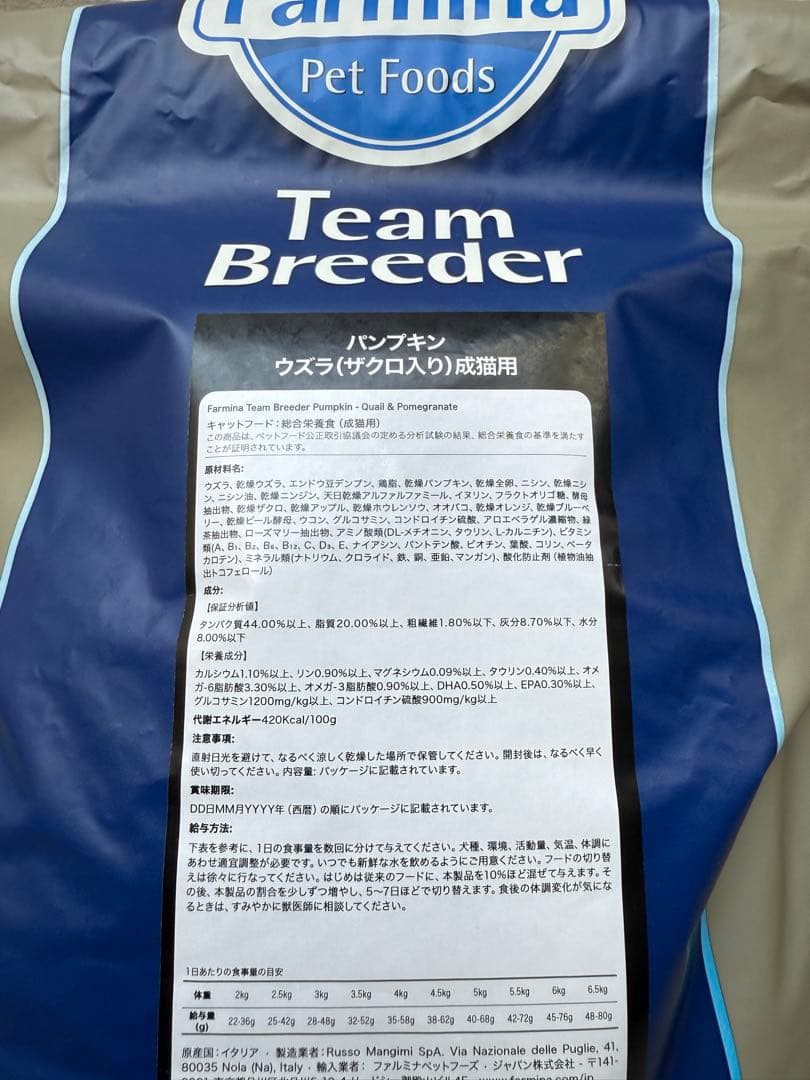 Farmina
Pet Foods
Team
Breeder
パンプキン
ウズラ(ザクロ入り)成猫用
Farmina Team Breeder Pumpkin - Quail & Pomegranate
キャットフード：総合栄養食（成猫用）
この商品は、ペットフード公正取引協議会の定める分析試験の結果、総合栄養食の基準を満たす
ことが証明されています。
原材料名:
ウズラ、乾燥ウズラ、エンドウ豆デンプン、鶏脂、乾燥パンプキン、乾燥全卵、ニシン、乾燥ニシ
ン、ニシン油、乾燥ニンジン、天日乾燥アルファルファミール、イヌリン、フラクトオリゴ糖、酵母
抽出物、乾燥ザクロ、乾燥アップル、乾燥ホウレンソウ、オオバコ、乾燥オレンジ、乾燥ブルーベ
リー、乾燥ビール酵母、ウコン、グルコサミン、コンドロイチン硫酸、アロエベラゲル濃縮物、緑
茶抽出物、ローズマリー抽出物、アミノ酸類(DL-メチオニン、タウリン、L-カルニチン)、ビタミン
類(A、B₁、B₂、B₆、B₁₂、C、D₃、E、ナイアシン、パントテン酸、ビオチン、葉酸、コリン、ベータ
カロテン)、ミネラル類(ナトリウム、クロライド、鉄、銅、亜鉛、マンガン)、酸化防止剤（植物油抽
出トコフェロール）
成分:
【保証分析値】
タンパク質44.00%以上、脂質20.00%以上、粗繊維1.80%以下、灰分8.70%以下、水分
8.00%以下
【栄養成分】
カルシウム1.10%以上、リン0.90%以上、マグネシウム0.09%以上、タウリン0.40%以上、オメ
ガ-6脂肪酸3.30%以上、オメガ-3脂肪酸0.90%以上、DHA0.50%以上、EPA0.30%以上、
グルコサミン1200mg/kg以上、コンドロイチン硫酸900mg/kg以上
代謝エネルギー420Kcal/100g
注意事項:
直射日光を避けて、なるべく涼しく乾燥した場所で保管してください。開封後は、なるべく早く
使い切ってください。内容量: パッケージに記載されています。
賞味期限:
DD日MM月YYYY年（西暦）の順にパッケージに記載されています。
給与方法:
下表を参考に、1日の食事量を数回に分けて与えてください。犬種、環境、活動量、気温、体調に
あわせ適宜調整が必要です。いつでも新鮮な水を飲めるようにご用意ください。フードの切り替
えは徐々に行なってください。はじめは従来のフードに、本製品を10%ほど混ぜて与えます。そ
の後、本製品の割合を少しずつ増やし、5～7日ほどで切り替えます。食後の体調変化が気にな
るときは、すみやかに獣医師に相談してください。
1日あたりの食事量の目安
体重 2kg 2.5kg 3kg 3.5kg 4kg 4.5kg 5kg 5.5kg 6kg 6.5kg
給与量 22-36g 25-42g 28-48g 32-52g 35-58g 38-62g 40-68g 42-72g 45-76g 48-80g
(g)
原産国：イタリア・製造業者：Russo Mangimi SpA. Via Nazionale delle Puglie, 41,
80035 Nola (Na), Italy・輸入業者： ファルミナペットフーズ・ジャパン株式会社 - 〒141-